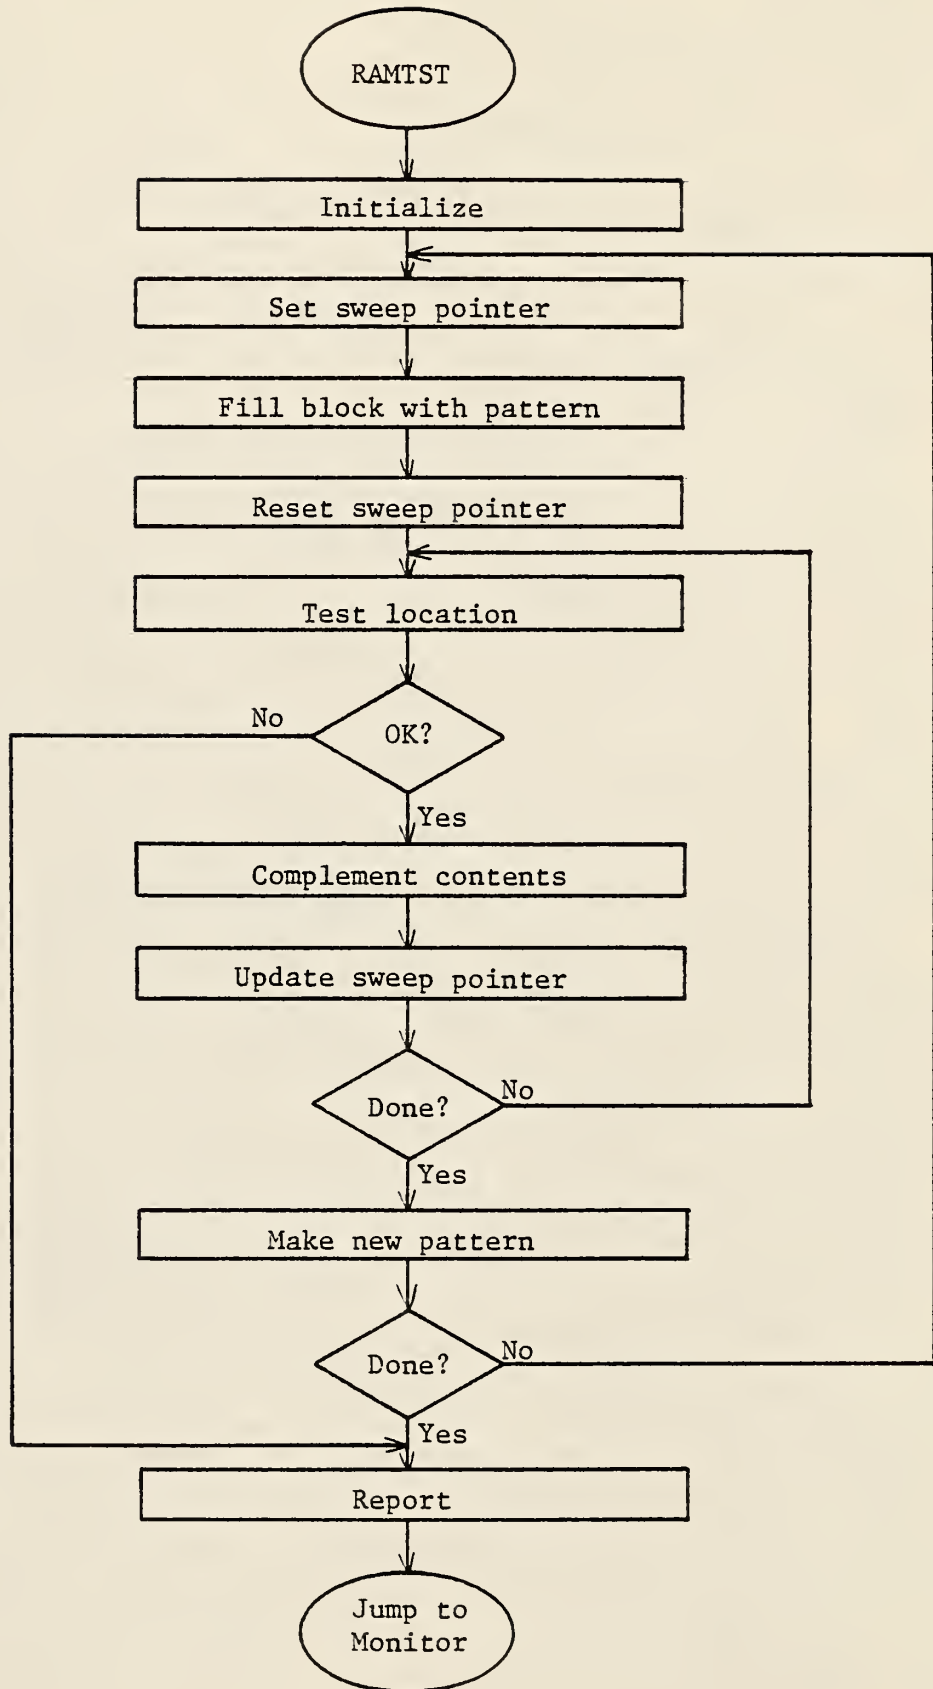 RAMTST
Initialize
Set sweep pointer
Fill block with pattern
Reset sweep pointer
Test location
No
OK?
Yes
Complement contents
Update sweep pointer
No
Done?
Yes
Make new pattern
No
Done?
Yes
Report
Jump to
Monitor